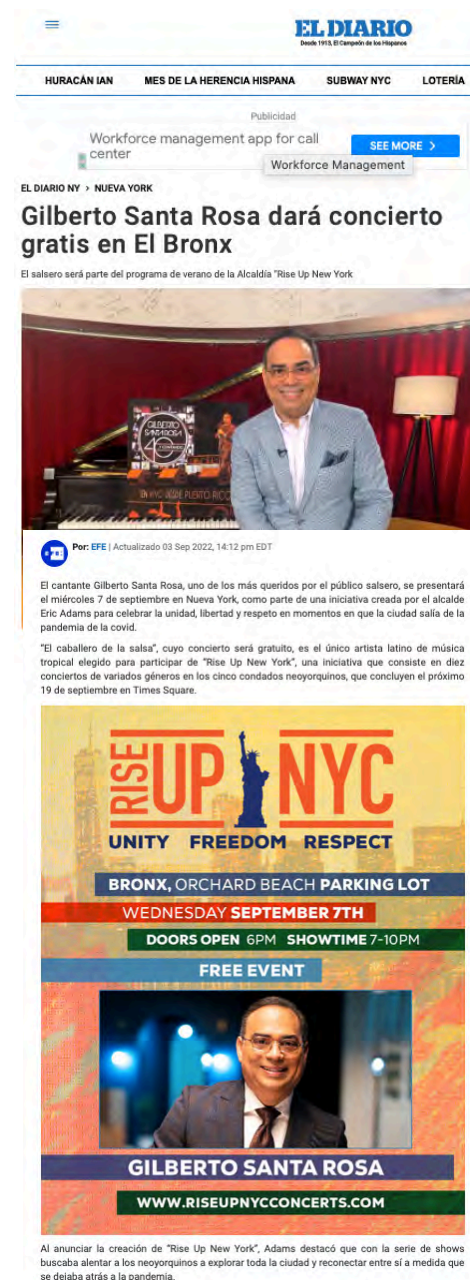 EL DIARIO
Desde 1913, El Campeón de los Hispanos
HURACÁN IAN MES DE LA HERENCIA HISPANA SUBWAY NYC LOTERÍA
Publicidad
Workforce management app for call
center
SEE MORE >
Workforce Management
EL DIARIO NY > NUEVA YORK
Gilberto Santa Rosa dará concierto
gratis en El Bronx
El salsero será parte del programa de verano de la Alcaldía "Rise Up New York
GILBERTO
SANTA ROSA
40
EN NYC DESDE PUERTO RICO
Por: EFE | Actualizado 03 Sep 2022, 14:12 pm EDT
El cantante Gilberto Santa Rosa, uno de los más queridos por el público salsero, se presentará
el miércoles 7 de septiembre en Nueva York, como parte de una iniciativa creada por el alcalde
Eric Adams para celebrar la unidad, libertad y respeto en momentos en que la ciudad salía de la
pandemia de la covid.
"El caballero de la salsa", cuyo concierto será gratuito, es el único artista latino de música
tropical elegido para participar de "Rise Up New York", una iniciativa que consiste en diez
conciertos de variados géneros en los cinco condados neoyorquinos, que concluyen el próximo
19 de septiembre en Times Square.
RISE UP NYC
UNITY FREEDOM RESPECT
BRONX, ORCHARD BEACH PARKING LOT
WEDNESDAY SEPTEMBER 7TH
DOORS OPEN 6PM SHOWTIME 7-10PM
FREE EVENT
GILBERTO SANTA ROSA
WWW.RISEUPNYCCONCERTS.COM
Al anunciar la creación de "Rise Up New York", Adams destacó que con la serie de shows
buscaba alentar a los neoyorquinos a explorar toda la ciudad y reconectar entre sí a medida que
se dejaba atrás a la pandemia.